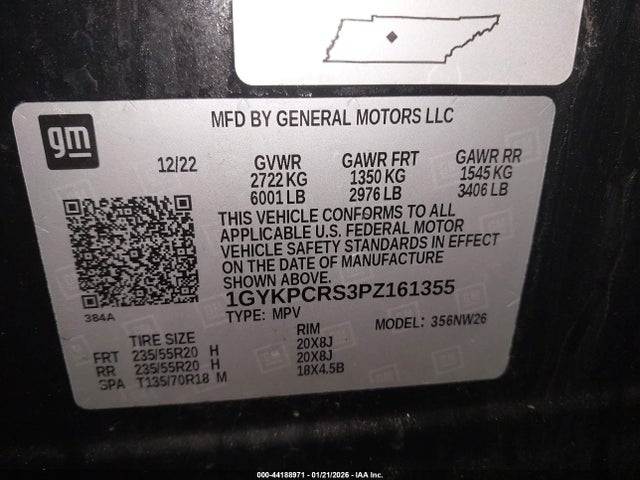 gm
MFD BY GENERAL MOTORS LLC
12/22 GVWR GAWR FRT GAWR RR
2722 KG 1350 KG 1545 KG
6001 LB 2976 LB 3406 LB
THIS VEHICLE CONFORMS TO ALL
APPLICABLE U.S. FEDERAL MOTOR
VEHICLE SAFETY STANDARDS IN EFFECT
ON THE DATE OF MANUFACTURE
SHOWN ABOVE.
1GYKPCRS3PZ161355
384A
TYPE: MPV MODEL: 356NW26
TIRE SIZE RIM
FRT 235/55R20 H 20X8J
RR 235/55R20 H 20X8J
SPA T135/70R18 M 18X4.5B
000-44188971 - 01/21/2026 - IAA Inc.